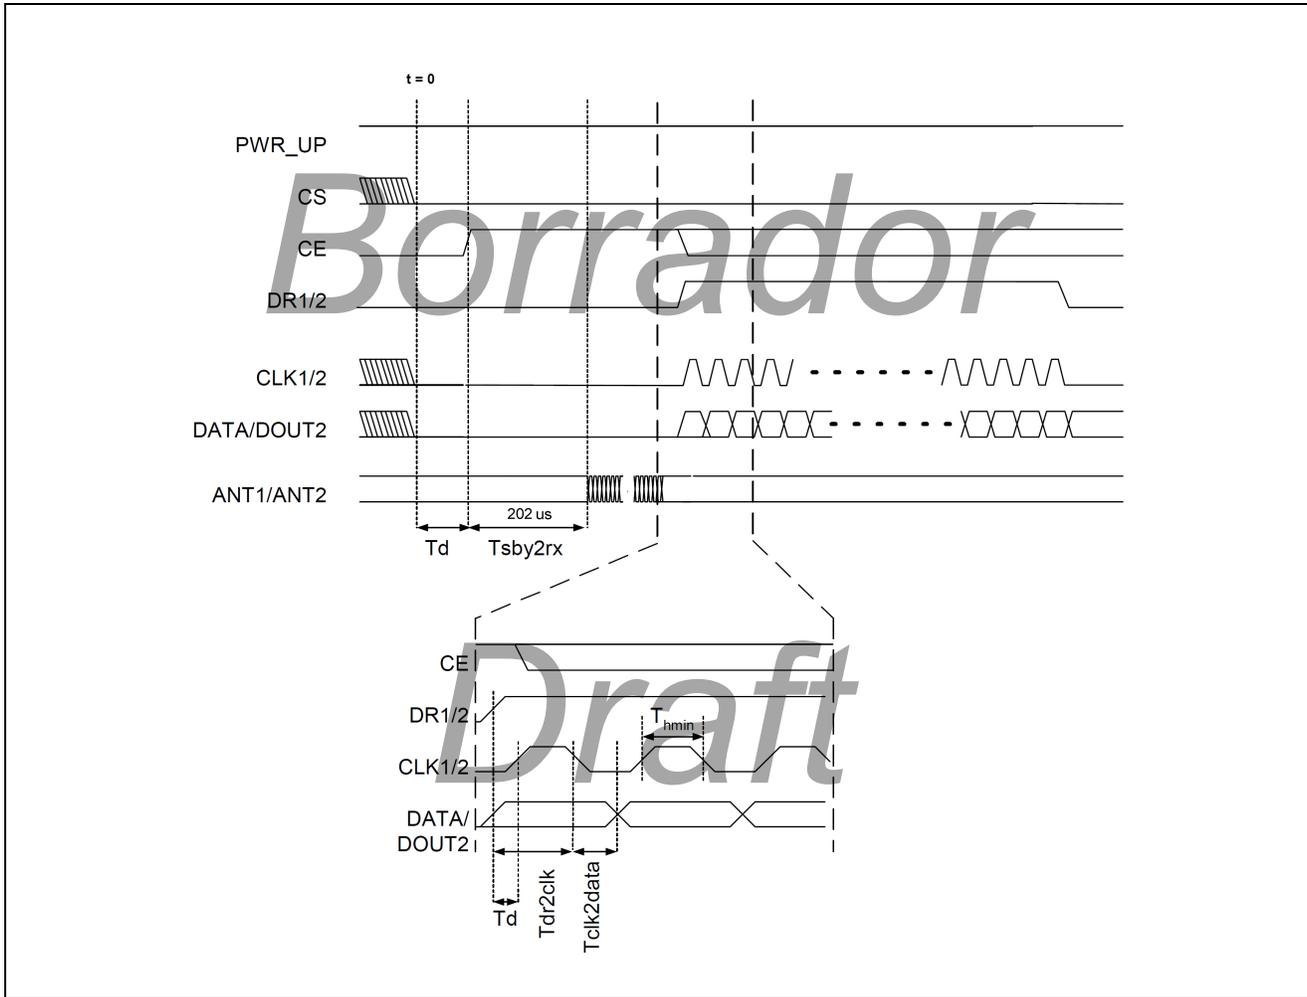 t = 0
PWR_UP
CS
CE
DR1/2
Borrador
CLK1/2
DATA/DOUT2
ANT1/ANT2
202 us
Td
Tsby2rx
CE
DR1/2
Thmin
Draft
CLK1/2
DATA/
DOUT2
Td
Tdr2clk
Tclk2data